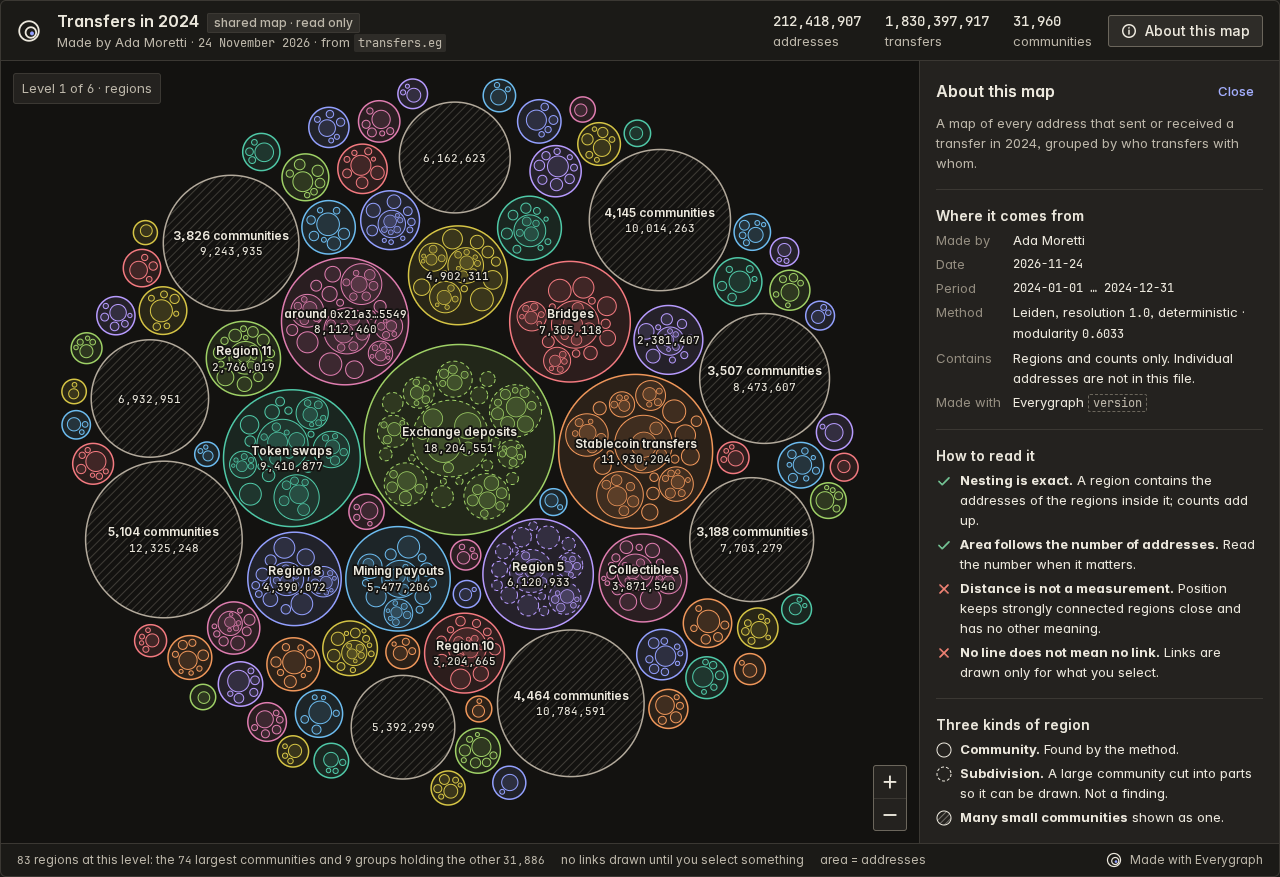 Transfers in 2024 shared map · read only
Made by Ada Moretti · 24 November 2026 · from transfers.eg
212,418,907 addresses
1,830,397,917 transfers
31,960 communities
About this map
Level 1 of 6 · regions
6,162,623
4,145 communities
10,014,263
3,826 communities
9,243,935
4,902,311
around 0x21a3…5549
8,112,460
Bridges
7,305,118
2,381,407
Region 11
2,766,019
3,507 communities
8,473,607
6,932,951
Exchange deposits
18,204,551
Stablecoin transfers
11,930,204
Token swaps
9,410,877
5,104 communities
12,325,248
3,188 communities
7,703,279
Region 8
4,390,072
Mining payouts
5,477,206
Region 5
6,120,933
Collectibles
3,871,540
Region 10
3,204,665
4,464 communities
10,784,591
5,392,299
+
−
About this map
Close
A map of every address that sent or received a
transfer in 2024, grouped by who transfers with
whom.
Where it comes from
Made by Ada Moretti
Date 2026-11-24
Period 2024-01-01 … 2024-12-31
Method Leiden, resolution 1.0, deterministic ·
modularity 0.6033
Contains Regions and counts only. Individual
addresses are not in this file.
Made with Everygraph version
How to read it
Nesting is exact. A region contains the
addresses of the regions inside it; counts add
up.
Area follows the number of addresses. Read
the number when it matters.
Distance is not a measurement. Position
keeps strongly connected regions close and
has no other meaning.
No line does not mean no link. Links are
drawn only for what you select.
Three kinds of region
Community. Found by the method.
Subdivision. A large community cut into parts
so it can be drawn. Not a finding.
Many small communities shown as one.
83 regions at this level: the 74 largest communities and 9 groups holding the other 31,886 no links drawn until you select something area = addresses
Made with Everygraph